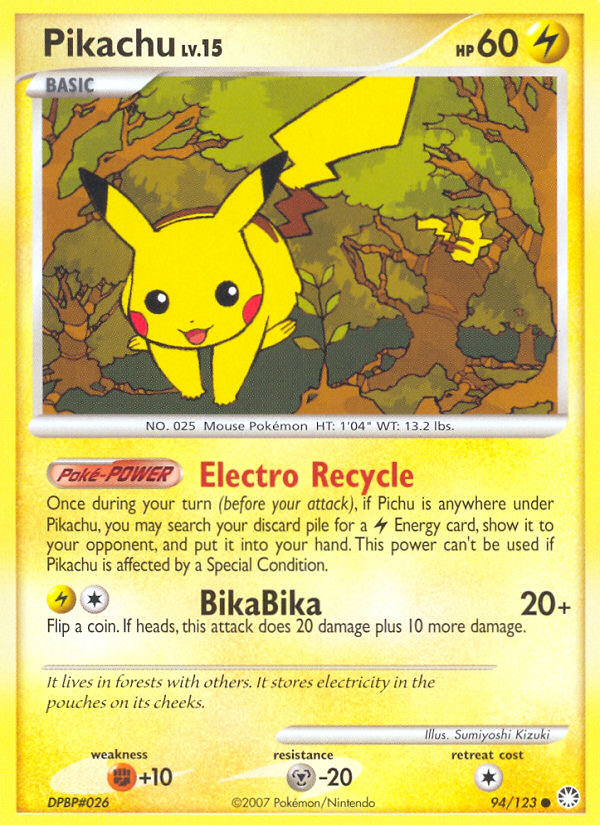 Pikachu LV.15 HP 60
BASIC
NO. 025 Mouse Pokémon HT: 1'04" WT: 13.2 lbs.
Poké-POWER Electro Recycle
Once during your turn (before your attack), if Pichu is anywhere under
Pikachu, you may search your discard pile for a Energy card, show it to
your opponent, and put it into your hand. This power can't be used if
Pikachu is affected by a Special Condition.
BikaBika 20+
Flip a coin. If heads, this attack does 20 damage plus 10 more damage.
It lives in forests with others. It stores electricity in the
pouches on its cheeks.
Illus. Sumiyoshi Kizuki
weakness resistance retreat cost
+10 -20
DPBP#026 ©2007 Pokémon/Nintendo 94/123